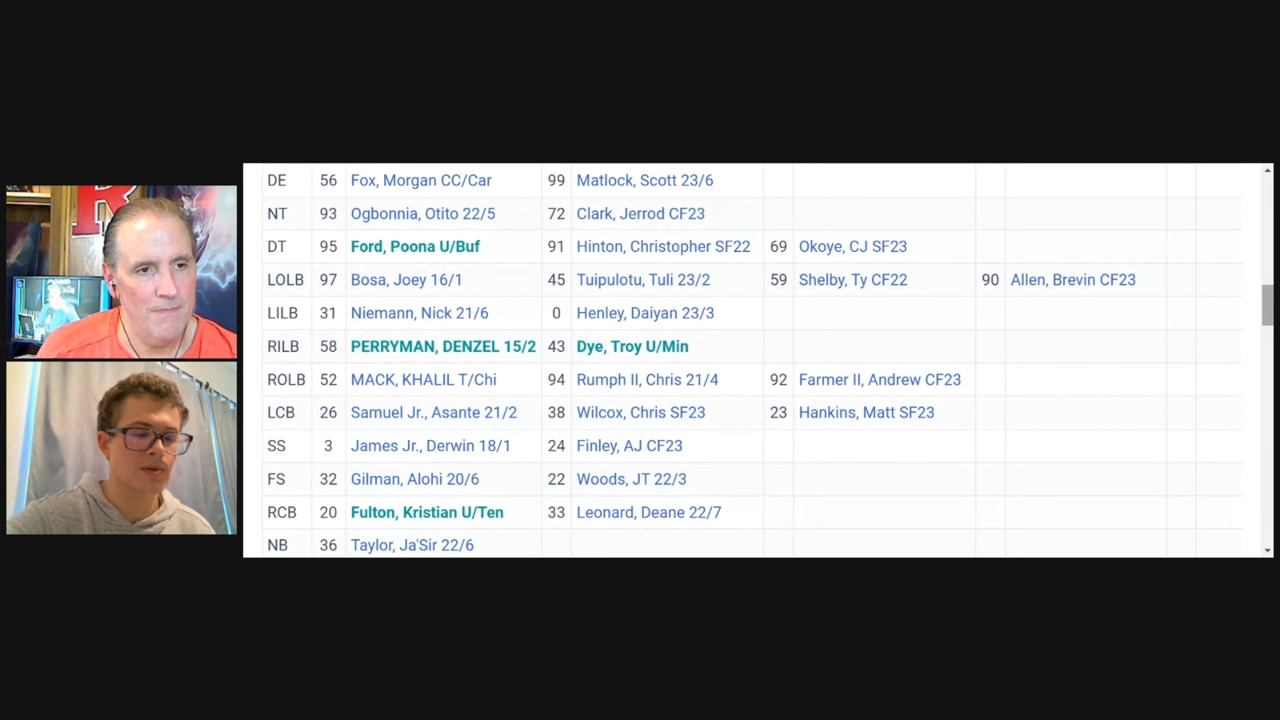 DE 56 Fox, Morgan CC/Car 99 Matlock, Scott 23/6
NT 93 Ogbonnia, Otito 22/5 72 Clark, Jerrod CF23
DT 95 Ford, Poona U/Buf 91 Hinton, Christopher SF22 69 Okoye, CJ SF23
LOLB 97 Bosa, Joey 16/1 45 Tuipulotu, Tuli 23/2 59 Shelby, Ty CF22 90 Allen, Brevin CF23
LILB 31 Niemann, Nick 21/6 0 Henley, Daiyan 23/3
RILB 58 PERRYMAN, DENZEL 15/2 43 Dye, Troy U/Min
ROLB 52 MACK, KHALIL T/Chi 94 Rumph II, Chris 21/4 92 Farmer II, Andrew CF23
LCB 26 Samuel Jr., Asante 21/2 38 Wilcox, Chris SF23 23 Hankins, Matt SF23
SS 3 James Jr., Derwin 18/1 24 Finley, AJ CF23
FS 32 Gilman, Alohi 20/6 22 Woods, JT 22/3
RCB 20 Fulton, Kristian U/Ten 33 Leonard, Deane 22/7
NB 36 Taylor, Ja'Sir 22/6
R